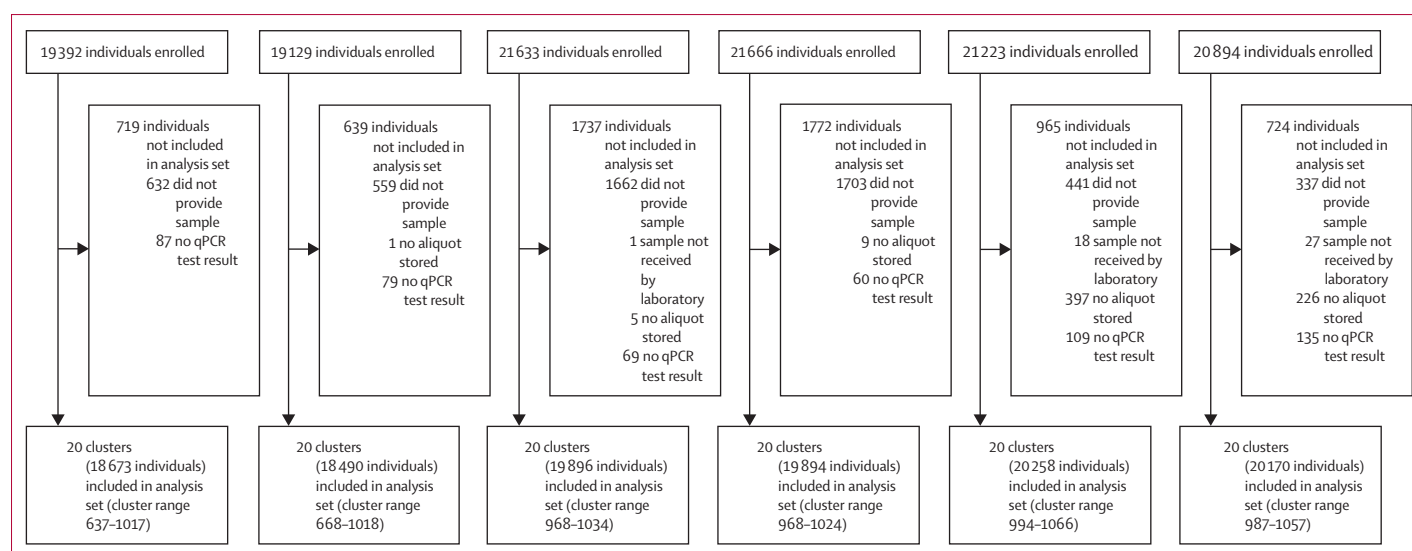 19 392 individuals enrolled
19 129 individuals enrolled
21 633 individuals enrolled
21 666 individuals enrolled
21 223 individuals enrolled
20 894 individuals enrolled
719 individuals
not included
in analysis set
632 did not
provide
sample
87 no qPCR
test result
639 individuals
not included in
analysis set
559 did not
provide
sample
1 no aliquot
stored
79 no qPCR
test result
1737 individuals
not included in
analysis set
1662 did not
provide
sample
1 sample not
received
by
laboratory
5 no aliquot
stored
69 no qPCR
test result
1772 individuals
not included in
analysis set
1703 did not
provide
sample
9 no aliquot
stored
60 no qPCR
test result
965 individuals
not included in
analysis set
441 did not
provide
sample
18 sample not
received by
laboratory
397 no aliquot
stored
109 no qPCR
test result
724 individuals
not included in
analysis set
337 did not
provide
sample
27 sample not
received by
laboratory
226 no aliquot
stored
135 no qPCR
test result
20 clusters
(18 673 individuals)
included in analysis
set (cluster range
637–1017)
20 clusters
(18 490 individuals)
included in analysis
set (cluster range
668–1018)
20 clusters
(19 896 individuals)
included in analysis
set (cluster range
968–1034)
20 clusters
(19 894 individuals)
included in analysis
set (cluster range
968–1024)
20 clusters
(20 258 individuals)
included in analysis
set (cluster range
994–1066)
20 clusters
(20 170 individuals)
included in analysis
set (cluster range
987–1057)